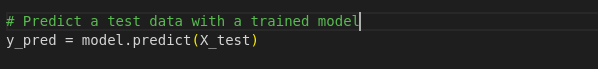 # Predict a test data with a trained model
y_pred = model.predict(X_test)